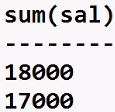 sum(sal)
--------
18000
17000